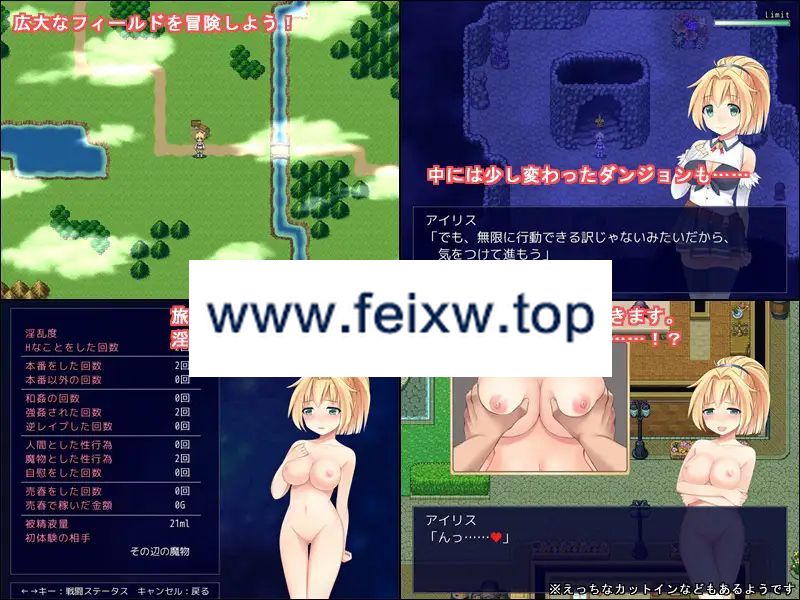 広大なフィールドを冒険しよう!
limit
中には少し変わったダンジョンも……
アイリス
「でも、無限に行動できる訳じゃないみたいだから、
気をつけて進もう」
www.feixw.top
旅
淫
淫乱度
Hなことをした回数
本番をした回数 2回
本番以外の回数 0回
和姦の回数 0回
強姦された回数 2回
逆レイプした回数 0回
人間とした性行為 0回
魔物とした性行為 2回
自慰をした回数 0回
売春をした回数 0回
売春で稼いだ金額 0G
被精液量 21ml
初体験の相手
その辺の魔物
←→キー:戦闘ステータス キャンセル:戻る
きます。
……!?
アイリス
「んっ……♥」
※えっちなカットインなどもあるようです